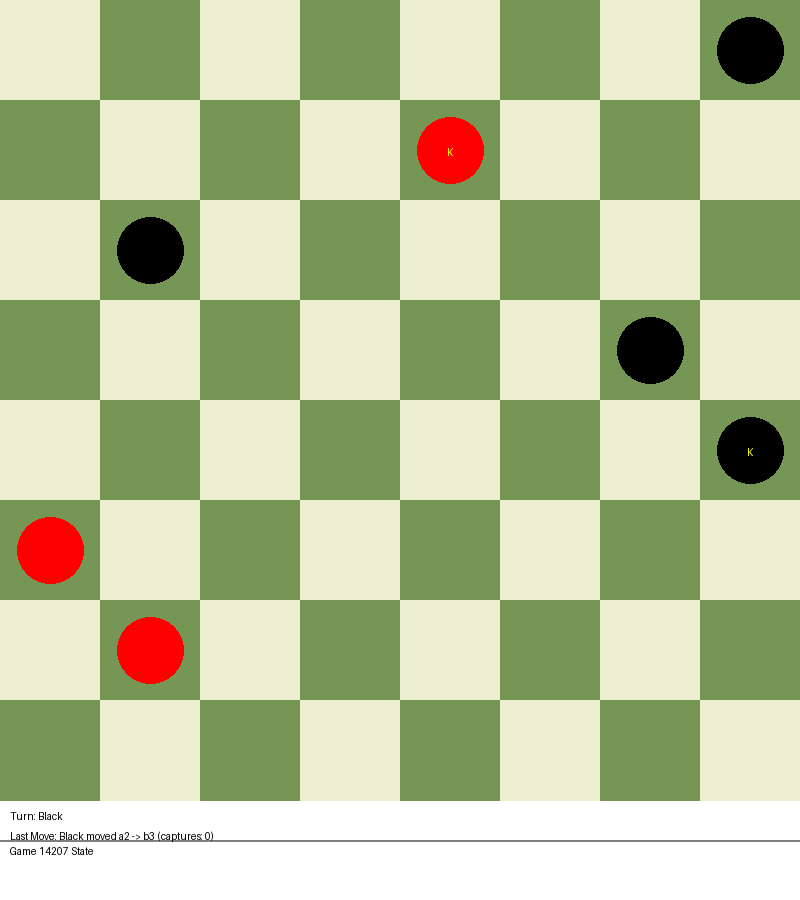 K
K
Turn: Black
Last Move: Black moved a2 -> b3 (captures: 0)
Game 14207 State